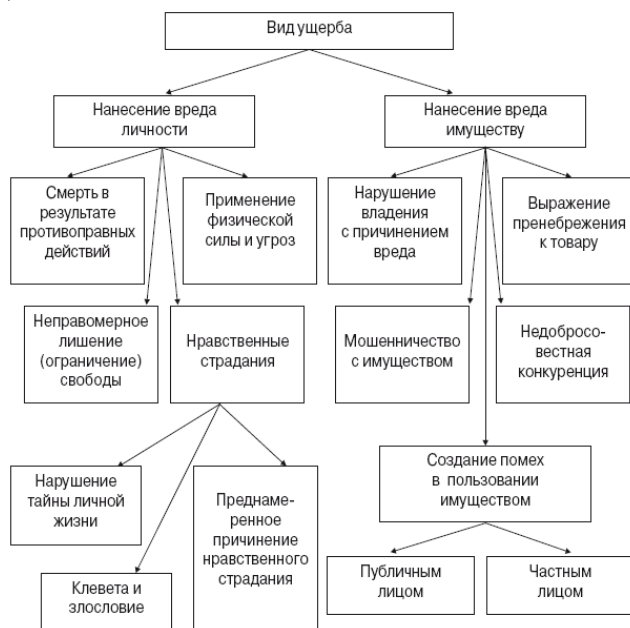 Вид ущерба
Нанесение вреда
личности
Нанесение вреда
имуществу
Смерть в
результате
противоправных
действий
Применение
физической
силы и угроз
Нарушение
владения
с причинением
вреда
Выражение
пренебрежения
к товару
Неправомерное
лишение
(ограничение)
свободы
Нравственные
страдания
Мошенничество
с имуществом
Недобросо-
вестная
конкуренция
Нарушение
тайны личной
жизни
Клевета и
злословие
Преднаме-
ренное
причинение
нравственного
страдания
Создание помех
в пользовании
имуществом
Публичным
лицом
Частным
лицом